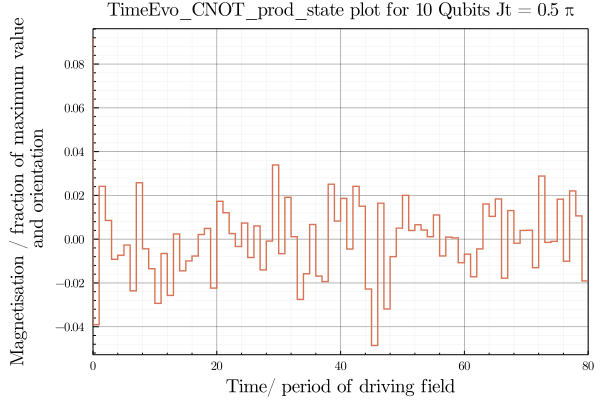 TimeEvo_CNOT_prod_state plot for 10 Qubits Jt = 0.5 π
Magnetisation / fraction of maximum value
and orientation
0.08
0.06
0.04
0.02
0.00
−0.02
−0.04
0 20 40 60 80
Time/ period of driving field